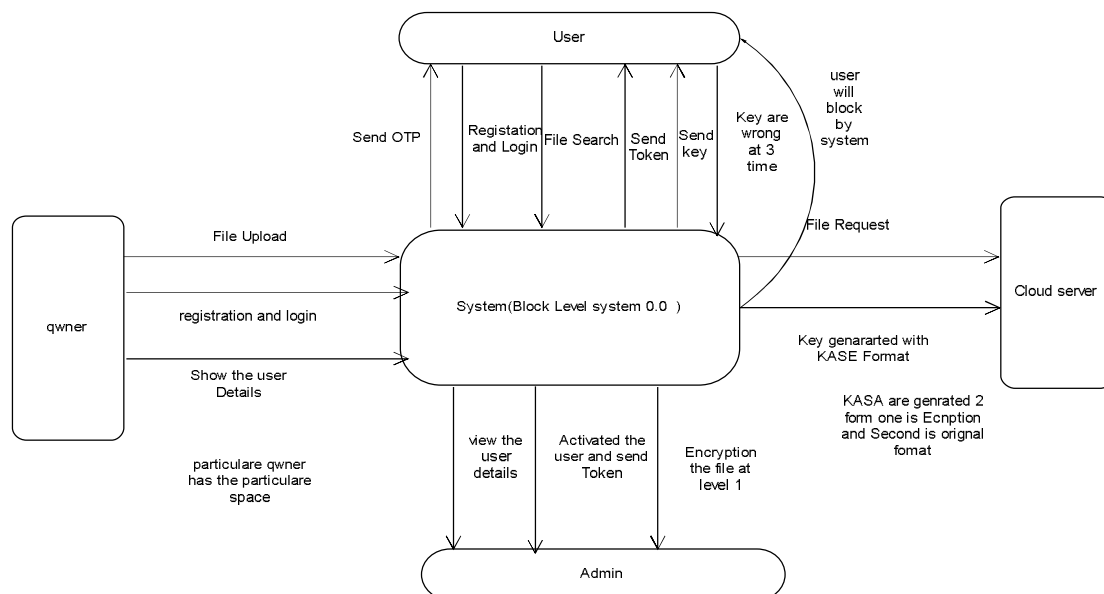 User
Send OTP
Registation
and Login
File Search
Send
Token
Send
key
Key are
wrong
at 3
time
user
will
block
by
system
qwner
File Upload
registration and login
Show the user
Details
particulare qwner
has the particulare
space
System(Block Level system 0.0 )
File Request
Cloud server
Key genararted with
KASE Format
KASA are genrated 2
form one is Ecnption
and Second is orignal
fomat
view the
user
details
Activated the
user and send
Token
Encryption
the file at
level 1
Admin